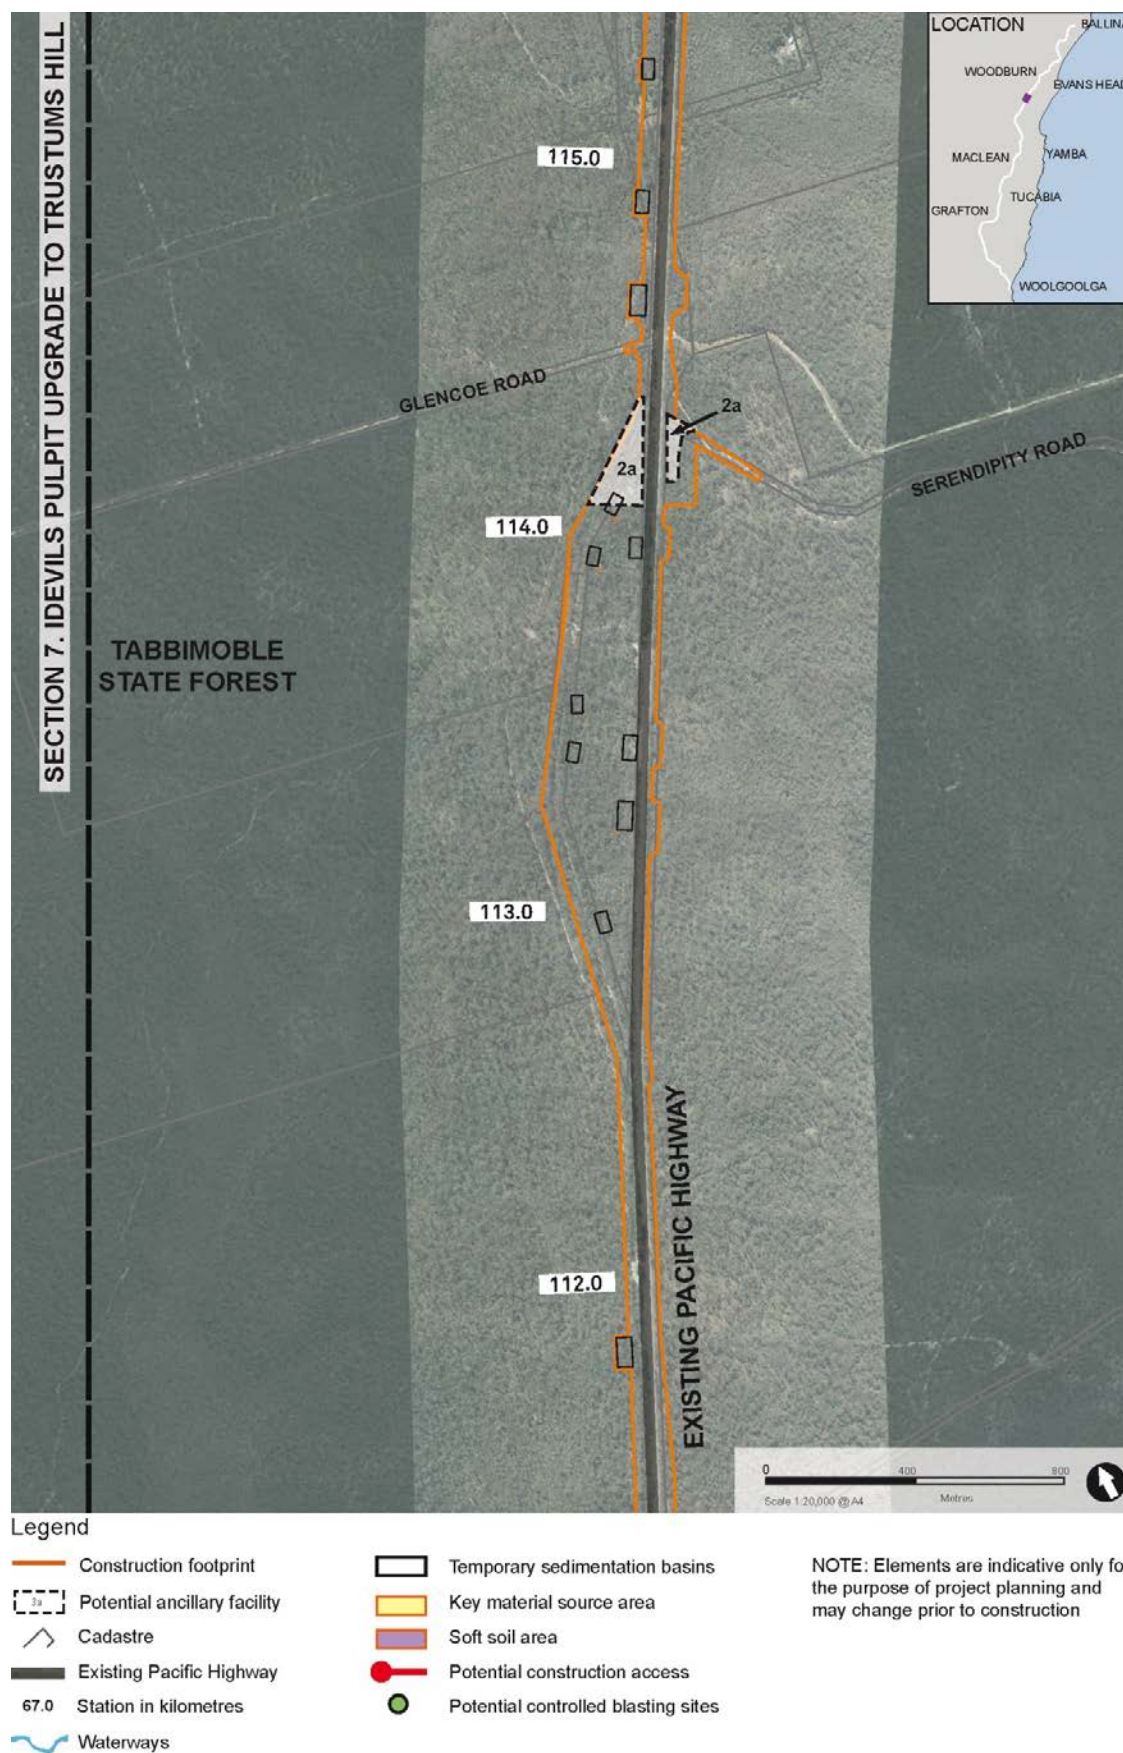 SECTION 7. IDEVILS PULPIT UPGRADE TO TRUSTUMS HILL
LOCATION
BALLINA
WOODBURN
EVANS HEAD
MACLEAN
YAMBA
TUCABIA
GRAFTON
WOOLGOOLGA
115.0
GLENCOE ROAD
2a
2a
SERENDIPITY ROAD
114.0
TABBIMOBLE
STATE FOREST
113.0
EXISTING PACIFIC HIGHWAY
112.0
0 400 800
Scale 1:20,000 @ A4 Metres
Legend
Construction footprint
3a Potential ancillary facility
Cadastre
Existing Pacific Highway
67.0 Station in kilometres
Waterways
Temporary sedimentation basins
Key material source area
Soft soil area
Potential construction access
Potential controlled blasting sites
NOTE: Elements are indicative only fo
the purpose of project planning and
may change prior to construction